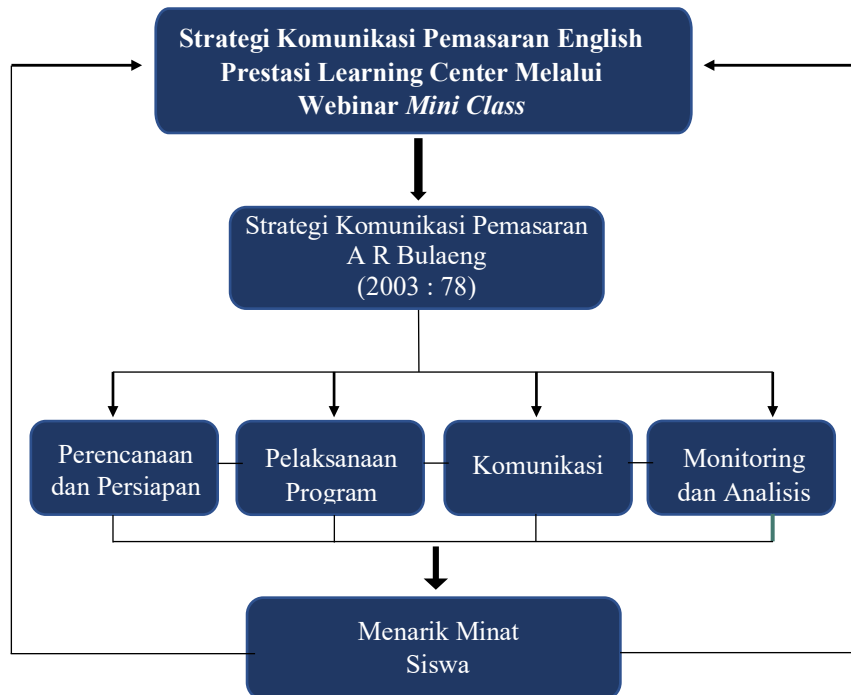 Strategi Komunikasi Pemasaran English
Prestasi Learning Center Melalui
Webinar Mini Class
Strategi Komunikasi Pemasaran
A R Bulaeng
(2003 : 78)
Perencanaan
dan Persiapan
Pelaksanaan
Program
Komunikasi
Monitoring
dan Analisis
Menarik Minat
Siswa